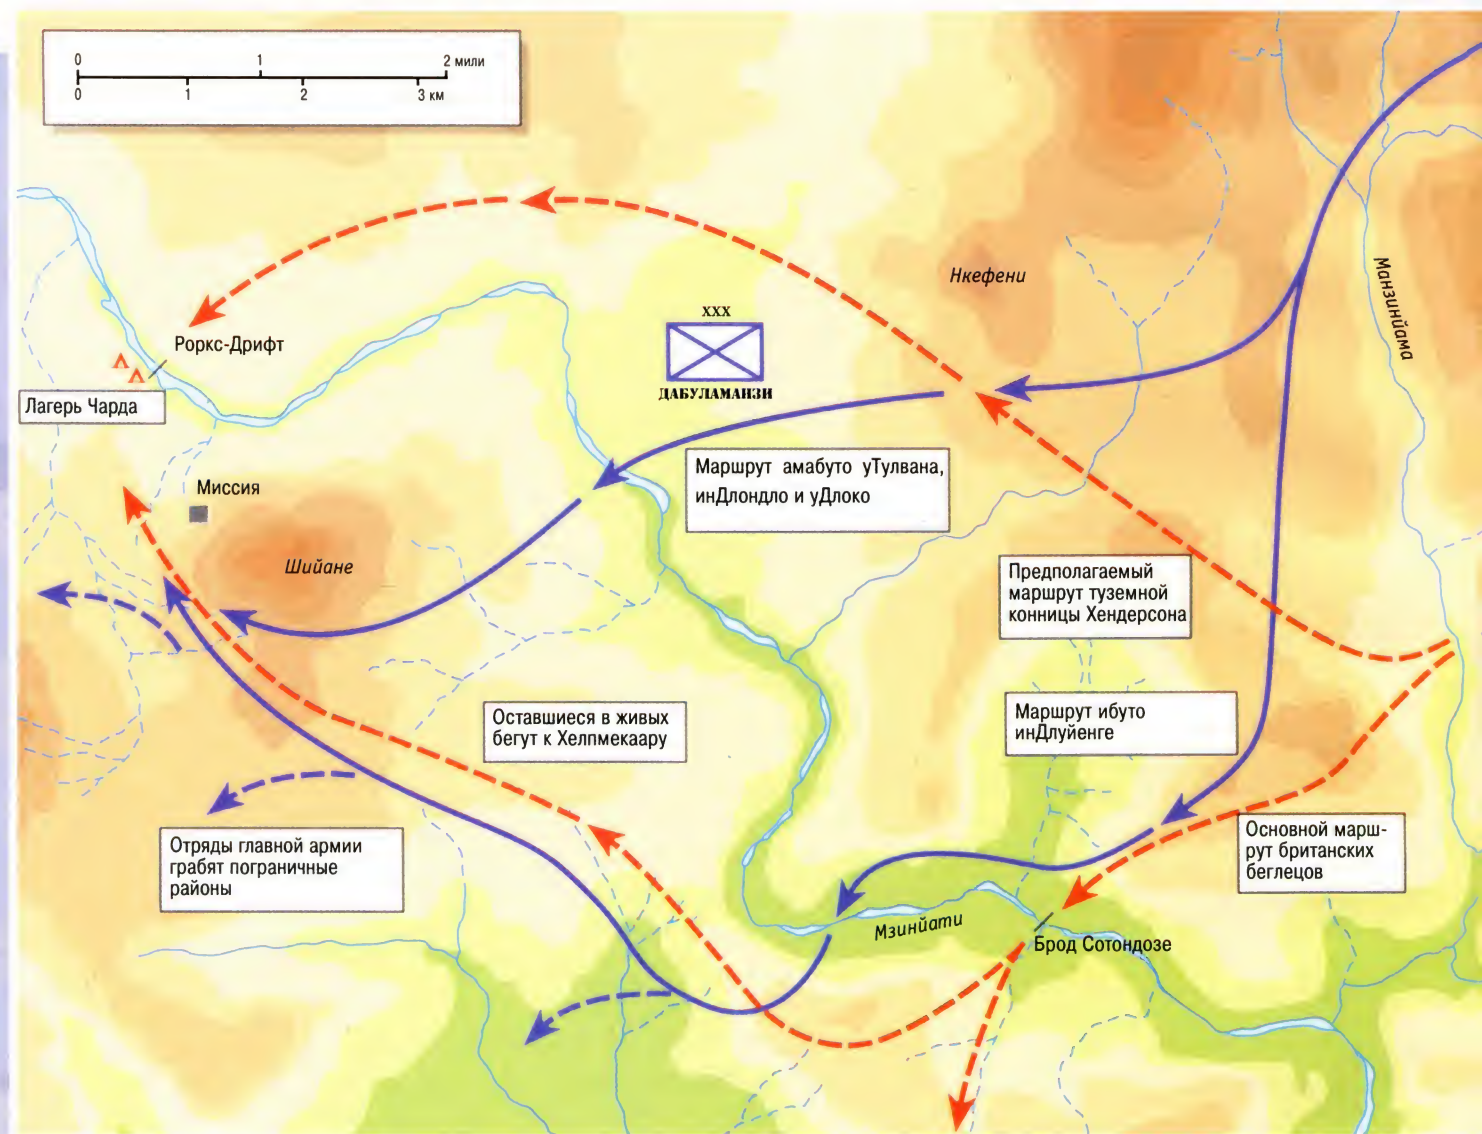 0 1 2 мили
0 1 2 3 км
Нкефени
Манзинйама
XXX
ДАБУЛАМАНЗИ
Роркс-Дрифт
Лагерь Чарда
Маршрут амабуто уТулвана,
инДлондло и уДлоко
Миссия
Шийане
Предполагаемый
маршрут туземной
конницы Хендерсона
Оставшиеся в живых
бегут к Хелпмекаару
Маршрут ибуто
инДлуйенге
Отряды главной армии
грабят пограничные
районы
Основной марш-
рут британских
беглецов
Мзинйати
Брод Сотондозе